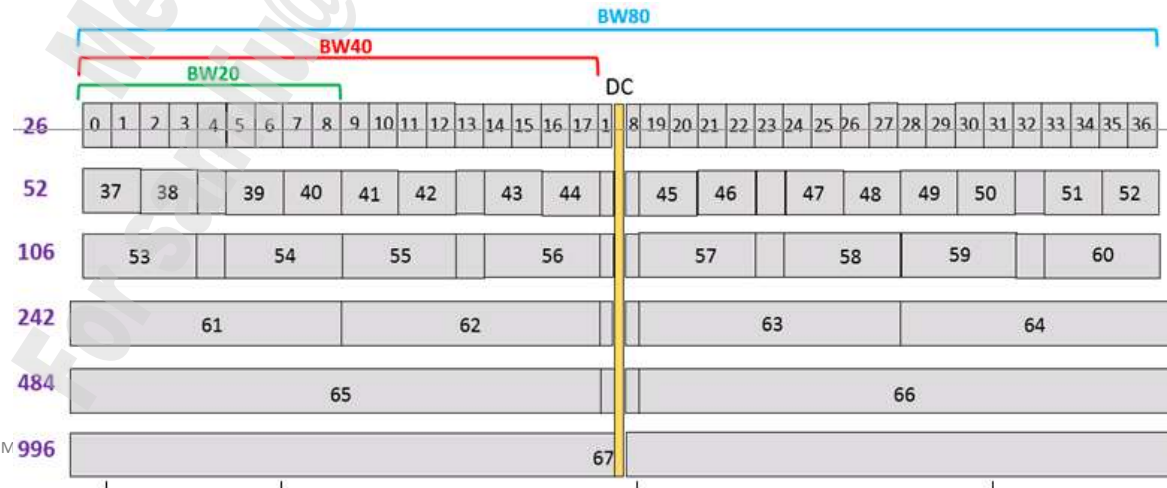 BW80
BW40
BW20
DC
26 0 1 2 3 4 5 6 7 8 9 10 11 12 13 14 15 16 17 1 8 19 20 21 22 23 24 25 26 27 28 29 30 31 32 33 34 35 36
52 37 38 39 40 41 42 43 44 45 46 47 48 49 50 51 52
106 53 54 55 56 57 58 59 60
242 61 62 63 64
484 65 66
M 996 67
Me
For sanliu@